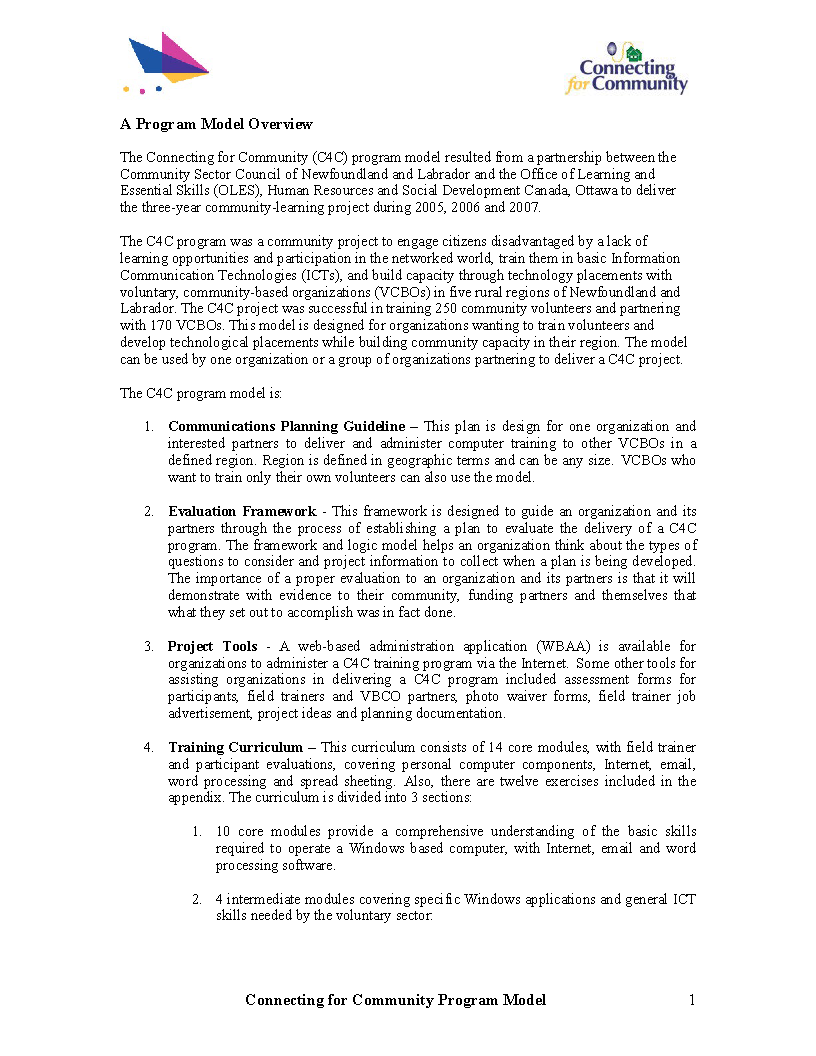 Connecting
for Community
A Program Model Overview
The Connecting for Community (C4C) program model resulted from a partnership between the
Community Sector Council of Newfoundland and Labrador and the Office of Learning and
Essential Skills (OLES), Human Resources and Social Development Canada, Ottawa to deliver
the three-year community-learning project during 2005, 2006 and 2007.
The C4C program was a community project to engage citizens disadvantaged by a lack of
learning opportunities and participation in the networked world, train them in basic Information
Communication Technologies (ICTs), and build capacity through technology placements with
voluntary, community-based organizations (VCBOs) in five rural regions of Newfoundland and
Labrador. The C4C project was successful in training 250 community volunteers and partnering
with 170 VCBOs. This model is designed for organizations wanting to train volunteers and
develop technological placements while building community capacity in their region. The model
can be used by one organization or a group of organizations partnering to deliver a C4C project.
The C4C program model is:
1. Communications Planning Guideline – This plan is design for one organization and
interested partners to deliver and administer computer training to other VCBOs in a
defined region. Region is defined in geographic terms and can be any size. VCBOs who
want to train only their own volunteers can also use the model.
2. Evaluation Framework - This framework is designed to guide an organization and its
partners through the process of establishing a plan to evaluate the delivery of a C4C
program. The framework and logic model helps an organization think about the types of
questions to consider and project information to collect when a plan is being developed.
The importance of a proper evaluation to an organization and its partners is that it will
demonstrate with evidence to their community, funding partners and themselves that
what they set out to accomplish was in fact done.
3. Project Tools - A web-based administration application (WBAA) is available for
organizations to administer a C4C training program via the Internet. Some other tools for
assisting organizations in delivering a C4C program included assessment forms for
participants, field trainers and VBCO partners, photo waiver forms, field trainer job
advertisement, project ideas and planning documentation.
4. Training Curriculum – This curriculum consists of 14 core modules, with field trainer
and participant evaluations, covering personal computer components, Internet, email,
word processing and spread sheeting. Also, there are twelve exercises included in the
appendix. The curriculum is divided into 3 sections:
1. 10 core modules provide a comprehensive understanding of the basic skills
required to operate a Windows based computer, with Internet, email and word
processing software.
2. 4 intermediate modules covering specific Windows applications and general ICT
skills needed by the voluntary sector:
Connecting for Community Program Model 1